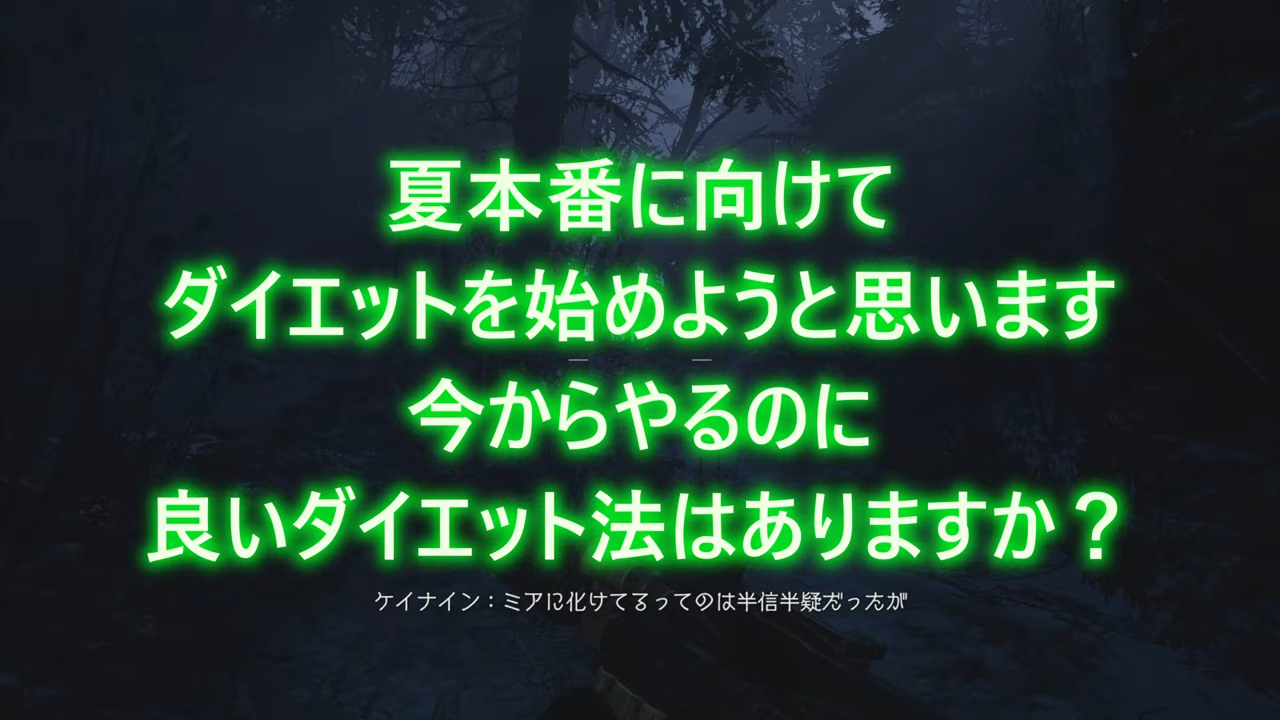 夏本番に向けて
ダイエットを始めようと思います
今からやるのに
良いダイエット法はありますか？
ケイナイン：ミアに化けてるってのは半信半疑だったが